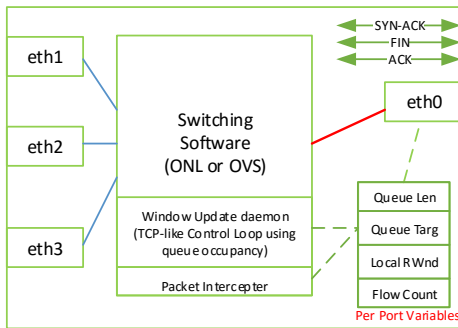 SYN-ACK
FIN
ACK
eth1
eth2
eth3
eth0
Switching
Software
(ONL or OVS)
Window Update daemon
(TCP-like Control Loop using
queue occupancy)
Packet Intercepter
Queue Len
Queue Targ
Local RWnd
Flow Count
Per Port Variables